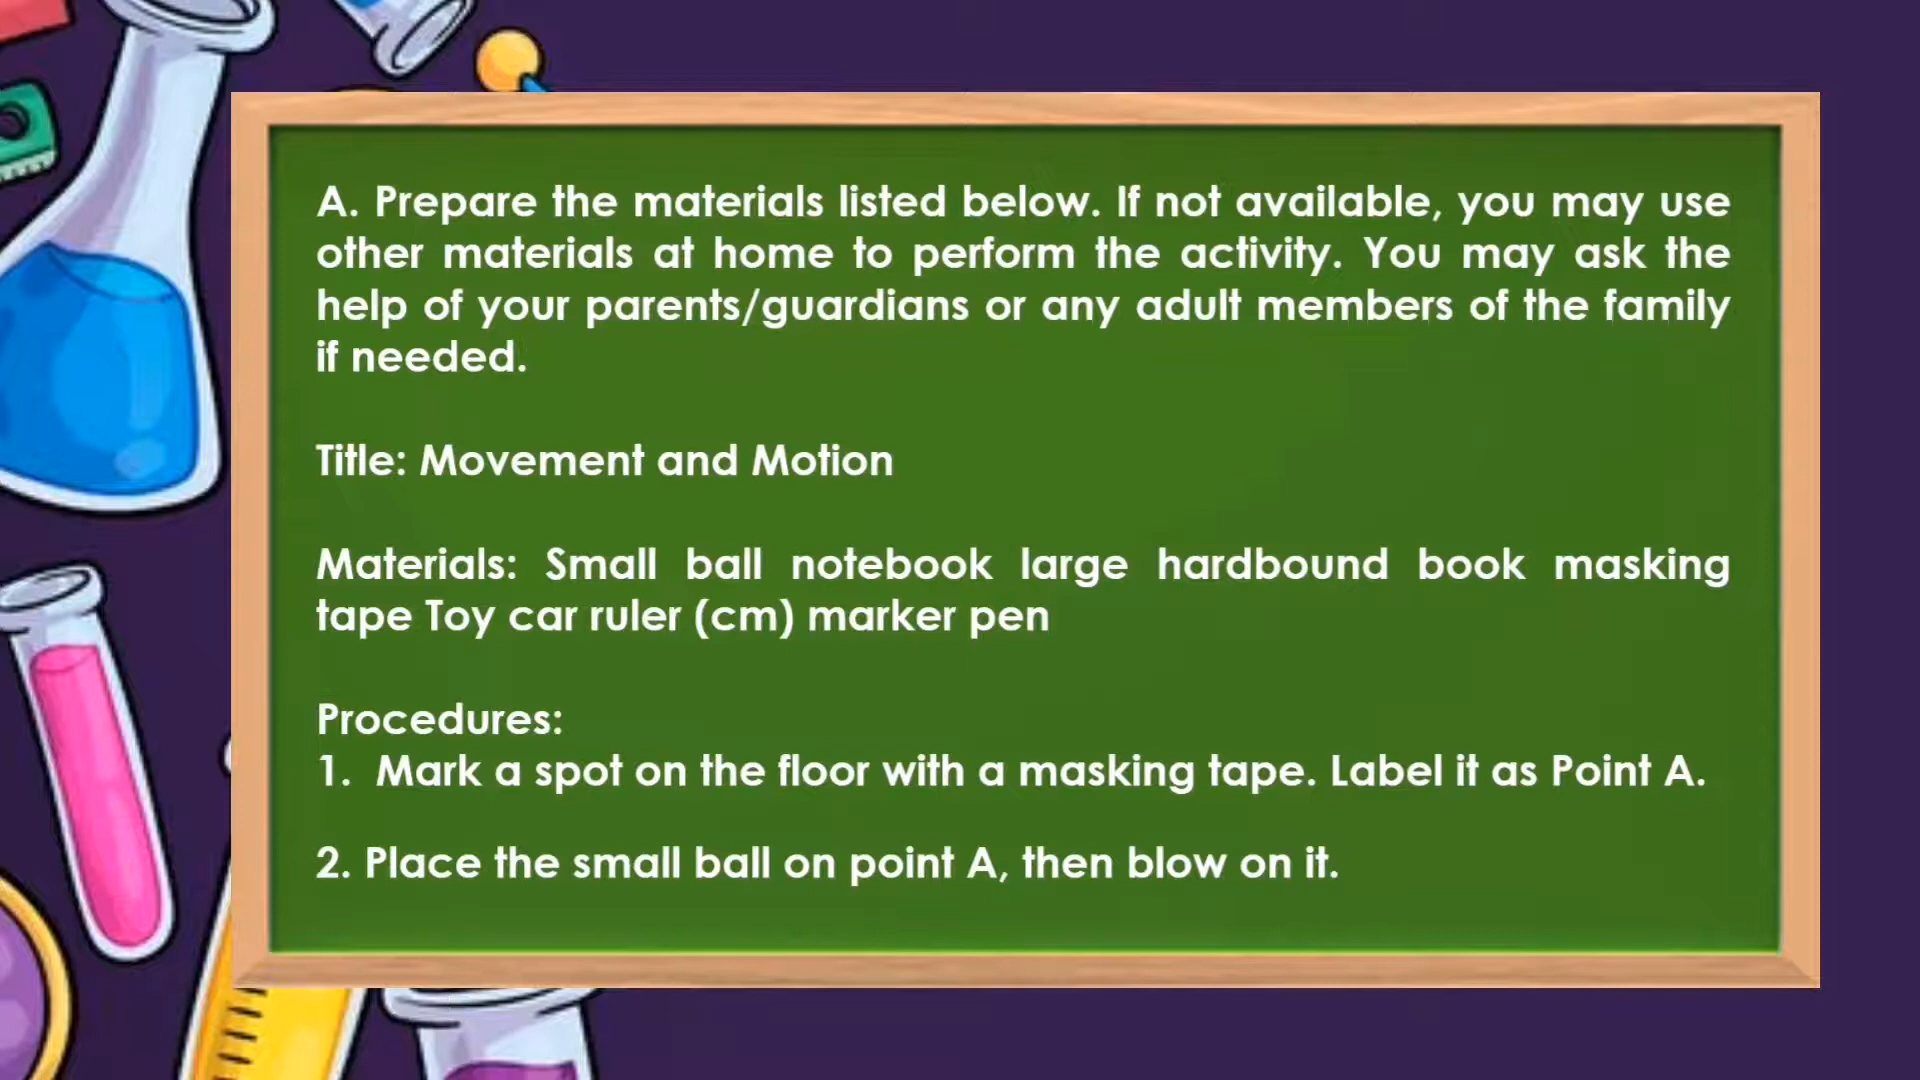 A. Prepare the materials listed below. If not available, you may use
other materials at home to perform the activity. You may ask the
help of your parents/guardians or any adult members of the family
if needed.
Title: Movement and Motion
Materials: Small ball notebook large hardbound book masking
tape Toy car ruler (cm) marker pen
Procedures:
1. Mark a spot on the floor with a masking tape. Label it as Point A.
2. Place the small ball on point A, then blow on it.